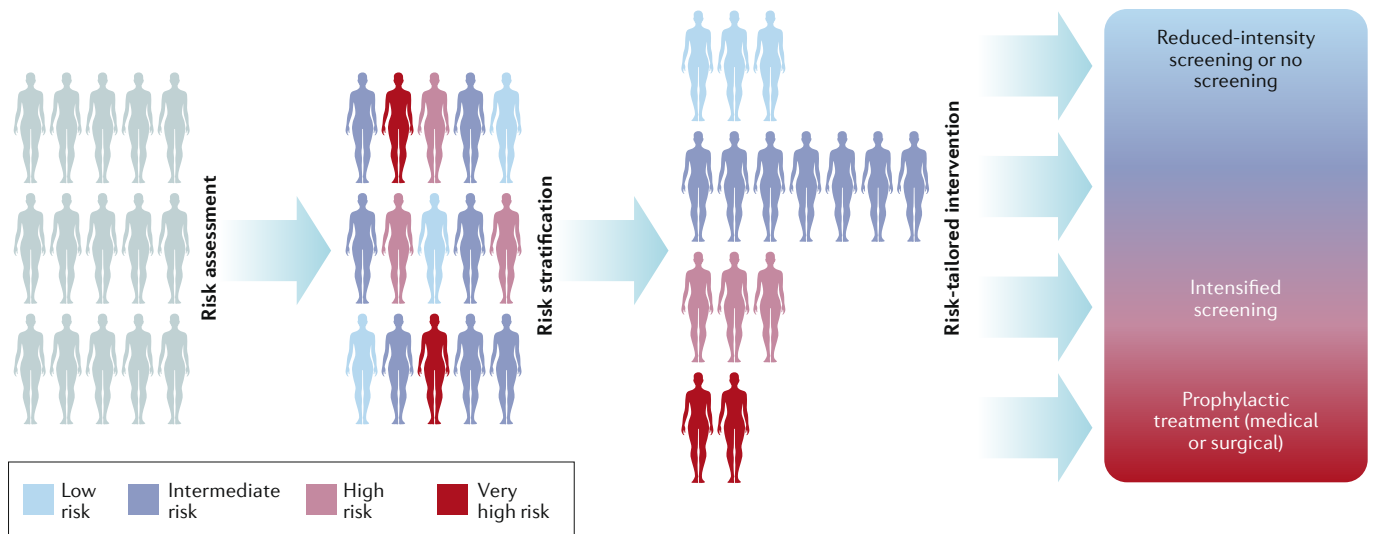 Risk assessment
Risk stratification
Risk-tailored intervention
Reduced-intensity
screening or no
screening
Intensified
screening
Prophylactic
treatment (medical
or surgical)
Low
risk
Intermediate
risk
High
risk
Very
high risk